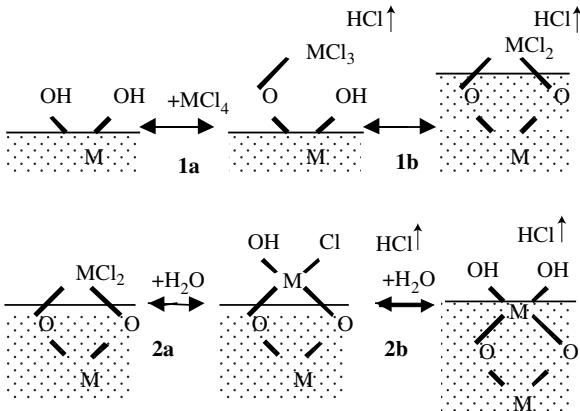 HCl↑ HCl↑
MCl3 MCl2
OH OH +MCl4 O OH O O
M M M
1a 1b
OH Cl HCl↑ HCl↑
MCl2 +H2O M +H2O OH OH
O O O O M
2a 2b O O
M M
M